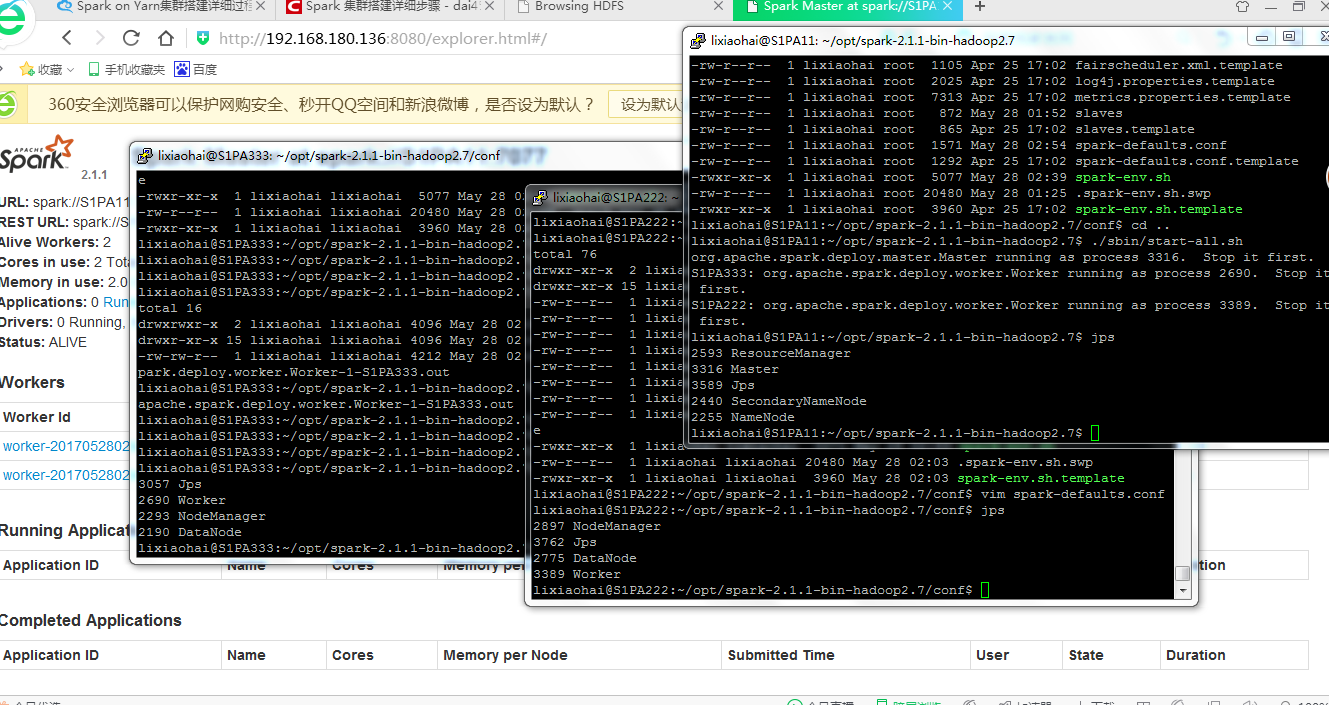 Spark on Yarn集群搭建详细过程
Spark 集群搭建详细步骤 - dai4
Browsing HDFS
Spark Master at spark://S1PA
http://192.168.180.136:8080/explorer.html#/
收藏 手机收藏夹 百度
360安全浏览器可以保护网购安全、秒开QQ空间和新浪微博，是否设为默认？
设为默认
APACHE Spark 2.1.1
URL: spark://S1PA11
REST URL: spark://S
Alive Workers: 2
Cores in use: 2 Tota
Memory in use: 2.0
Applications: 0 Run
Drivers: 0 Running,
Status: ALIVE
Workers
Worker Id
worker-2017052802
worker-2017052802
Running Applicat
Application ID Name Cores Memory per tion
Completed Applications
Application ID Name Cores Memory per Node Submitted Time User State Duration
lixiaohai@S1PA333: ~/opt/spark-2.1.1-bin-hadoop2.7/conf
e
-rwxr-xr-x 1 lixiaohai lixiaohai 5077 May 28 0
-rw-r--r-- 1 lixiaohai lixiaohai 20480 May 28 0
-rwxr-xr-x 1 lixiaohai lixiaohai 3960 May 28 0
lixiaohai@S1PA333:~/opt/spark-2.1.1-bin-hadoop2.
lixiaohai@S1PA333:~/opt/spark-2.1.1-bin-hadoop2.
lixiaohai@S1PA333:~/opt/spark-2.1.1-bin-hadoop2.
lixiaohai@S1PA333:~/opt/spark-2.1.1-bin-hadoop2.
total 16
drwxrwxr-x 2 lixiaohai lixiaohai 4096 May 28 02
drwxr-xr-x 15 lixiaohai lixiaohai 4096 May 28 02
-rw-rw-r-- 1 lixiaohai lixiaohai 4212 May 28 02
park.deploy.worker.Worker-1-S1PA333.out
lixiaohai@S1PA333:~/opt/spark-2.1.1-bin-hadoop2.
apache.spark.deploy.worker.Worker-1-S1PA333.out
lixiaohai@S1PA333:~/opt/spark-2.1.1-bin-hadoop2.
lixiaohai@S1PA333:~/opt/spark-2.1.1-bin-hadoop2.
lixiaohai@S1PA333:~/opt/spark-2.1.1-bin-hadoop2.
lixiaohai@S1PA333:~/opt/spark-2.1.1-bin-hadoop2.
3057 Jps
2690 Worker
2293 NodeManager
2190 DataNode
lixiaohai@S1PA333:~/opt/spark-2.1.1-bin-hadoop2.
lixiaohai@S1PA222: ~
lixiaohai@S1PA222:~
lixiaohai@S1PA222:~
total 76
drwxr-xr-x 2 lixia
drwxr-xr-x 15 lixia
-rw-r--r-- 1 lixia
-rw-r--r-- 1 lixia
-rw-r--r-- 1 lixia
-rw-r--r-- 1 lixia
-rw-r--r-- 1 lixia
-rw-r--r-- 1 lixia
-rw-r--r-- 1 lixia
-rw-r--r-- 1 lixia
e
-rwxr-xr-x 1 lixia
-rw-r--r-- 1 lixiaohai lixiaohai 20480 May 28 02:03 .spark-env.sh.swp
-rwxr-xr-x 1 lixiaohai lixiaohai 3960 May 28 02:03 spark-env.sh.template
lixiaohai@S1PA222:~/opt/spark-2.1.1-bin-hadoop2.7/conf$ vim spark-defaults.conf
lixiaohai@S1PA222:~/opt/spark-2.1.1-bin-hadoop2.7/conf$ jps
2897 NodeManager
3762 Jps
2775 DataNode
3389 Worker
lixiaohai@S1PA222:~/opt/spark-2.1.1-bin-hadoop2.7/conf$
lixiaohai@S1PA11: ~/opt/spark-2.1.1-bin-hadoop2.7
-rw-r--r-- 1 lixiaohai root 1105 Apr 25 17:02 fairscheduler.xml.template
-rw-r--r-- 1 lixiaohai root 2025 Apr 25 17:02 log4j.properties.template
-rw-r--r-- 1 lixiaohai root 7313 Apr 25 17:02 metrics.properties.template
-rw-r--r-- 1 lixiaohai root 872 May 28 01:52 slaves
-rw-r--r-- 1 lixiaohai root 865 Apr 25 17:02 slaves.template
-rw-r--r-- 1 lixiaohai root 1571 May 28 02:54 spark-defaults.conf
-rw-r--r-- 1 lixiaohai root 1292 Apr 25 17:02 spark-defaults.conf.template
-rwxr-xr-x 1 lixiaohai root 5077 May 28 02:39 spark-env.sh
-rw-r--r-- 1 lixiaohai root 20480 May 28 01:25 .spark-env.sh.swp
-rwxr-xr-x 1 lixiaohai root 3960 Apr 25 17:02 spark-env.sh.template
lixiaohai@S1PA11:~/opt/spark-2.1.1-bin-hadoop2.7/conf$ cd ..
lixiaohai@S1PA11:~/opt/spark-2.1.1-bin-hadoop2.7$ ./sbin/start-all.sh
org.apache.spark.deploy.master.Master running as process 3316. Stop it first.
S1PA333: org.apache.spark.deploy.worker.Worker running as process 2690. Stop it
first.
S1PA222: org.apache.spark.deploy.worker.Worker running as process 3389. Stop it
first.
lixiaohai@S1PA11:~/opt/spark-2.1.1-bin-hadoop2.7$ jps
2593 ResourceManager
3316 Master
3589 Jps
2440 SecondaryNameNode
2255 NameNode
lixiaohai@S1PA11:~/opt/spark-2.1.1-bin-hadoop2.7$